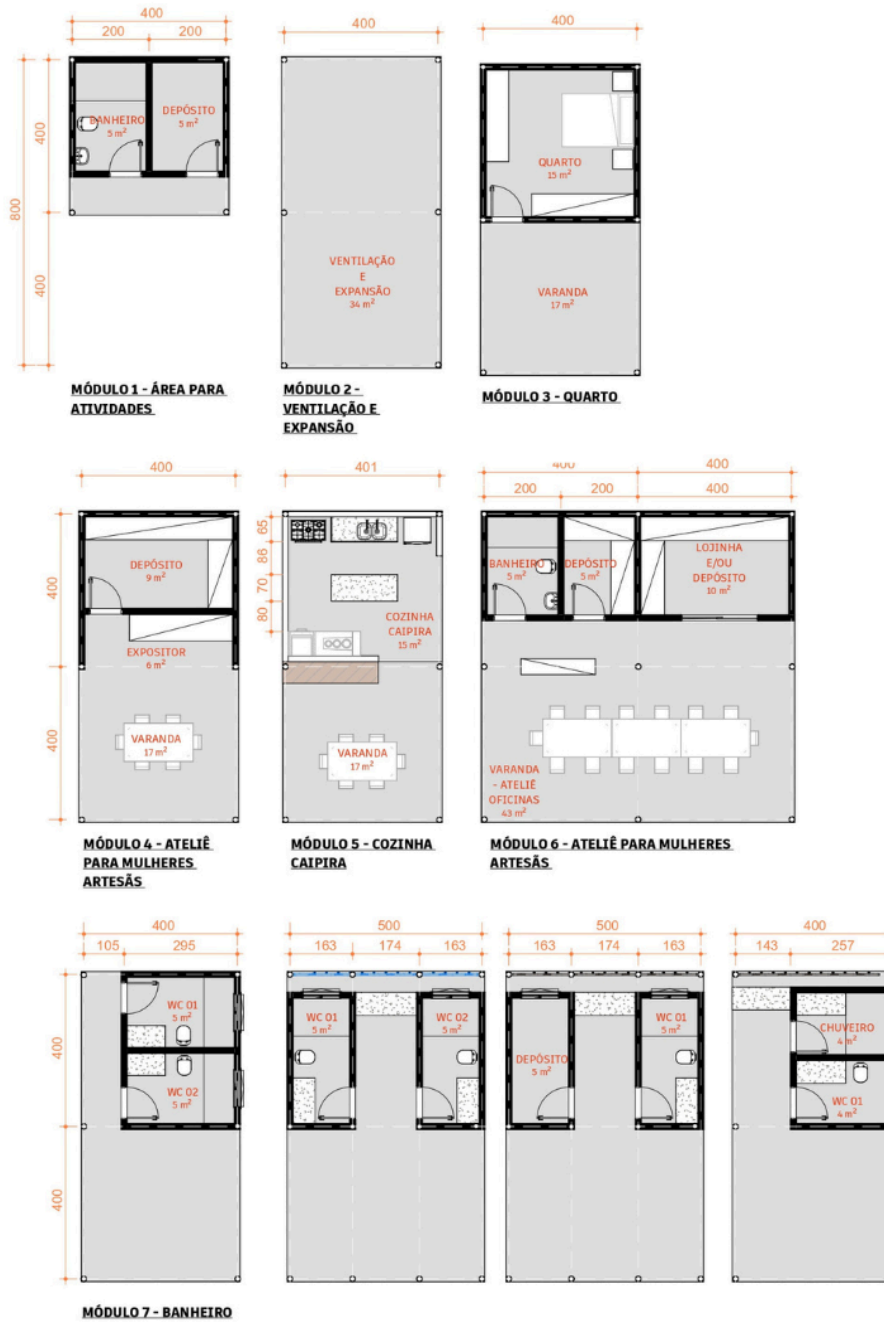 400
200 200
400
400
800
400
400
BANHEIRO
5 m²
DEPÓSITO
5 m²
VENTILAÇÃO
E
EXPANSÃO
34 m²
QUARTO
15 m²
VARANDA
17 m²
MÓDULO 1 - ÁREA PARA
ATIVIDADES
MÓDULO 2 -
VENTILAÇÃO E
EXPANSÃO
MÓDULO 3 - QUARTO
400
401
400
400
200 200 400
400
400
65
86
70
80
DEPÓSITO
9 m²
EXPOSITOR
6 m²
VARANDA
17 m²
COZINHA
CAIPIRA
15 m²
VARANDA
17 m²
BANHEIRO
5 m²
DEPÓSITO
5 m²
LOJINHA
E/OU
DEPÓSITO
10 m²
VARANDA
- ATELIÊ
OFICINAS
43 m²
MÓDULO 4 - ATELIÊ
PARA MULHERES
ARTESÃS
MÓDULO 5 - COZINHA
CAIPIRA
MÓDULO 6 - ATELIÊ PARA MULHERES
ARTESÃS
400
105 295
500
163 174 163
500
163 174 163
400
143 257
400
400
WC 01
5 m²
WC 02
5 m²
WC 01
5 m²
WC 02
5 m²
DEPÓSITO
5 m²
WC 01
5 m²
CHUVEIRO
4 m²
WC 01
4 m²
MÓDULO 7 - BANHEIRO